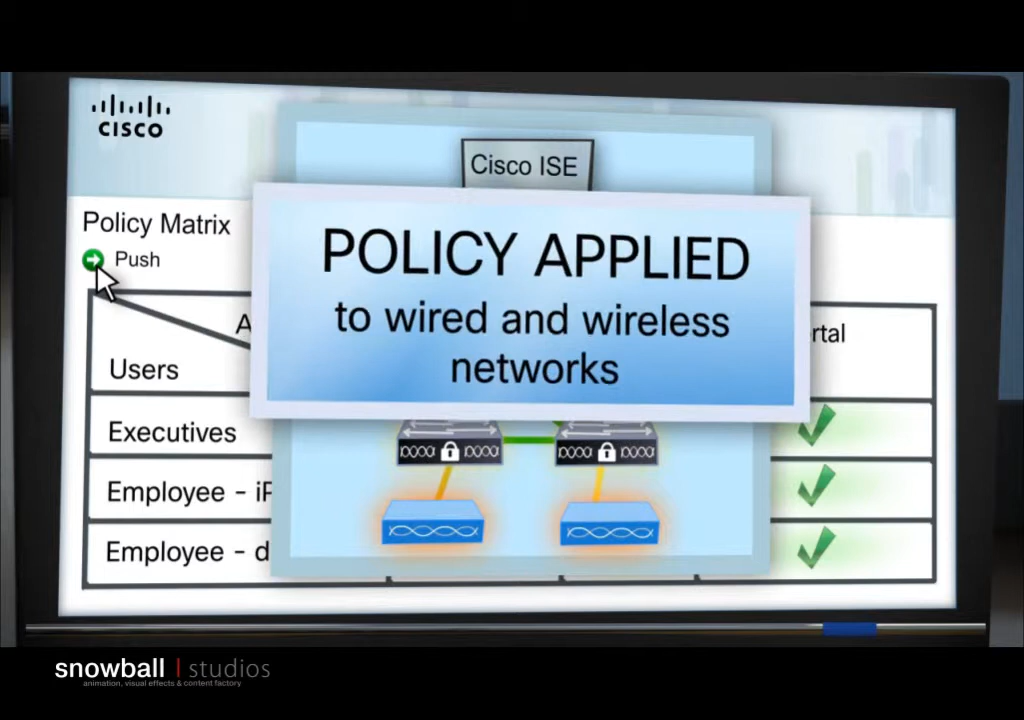 CISCO
Cisco ISE
Policy Matrix
Push
POLICY APPLIED
to wired and wireless
networks
A
rtal
Users
Executives
Employee - iP
Employee - d
snowball | studios
animation, visual effects & content factory